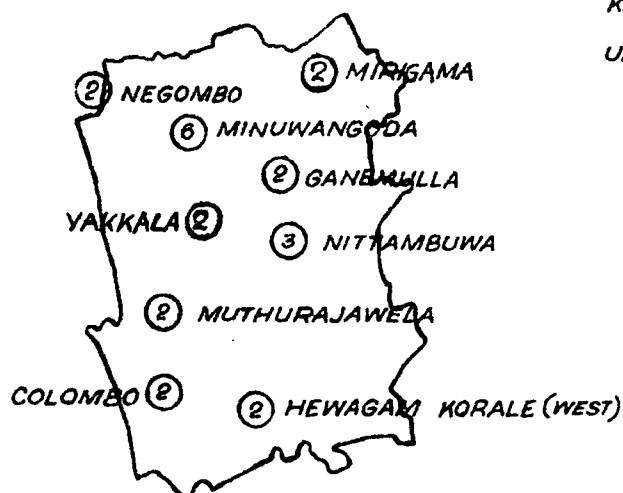 K
U
② MIRIGAMA
② NEGOMBO
⑥ MINUWANGODA
② GANEMULLA
YAKKALA ②
③ NITTAMBUWA
② MUTHURAJAWELA
COLOMBO ②
② HEWAGAM KORALE (WEST)